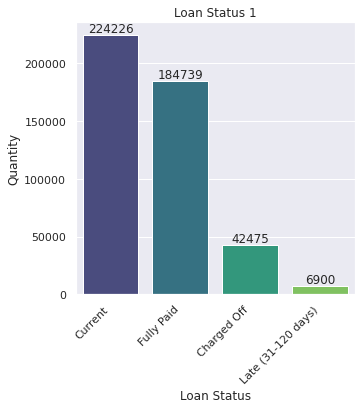 Loan Status 1
224226
184739
42475
6900
200000
150000
100000
50000
0
Quantity
Current
Fully Paid
Charged Off
Late (31-120 days)
Loan Status